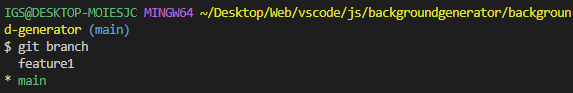 IGS@DESKTOP-MOIESJC MINGW64 ~/Desktop/Web/vscode/js/backgroundgenerator/backgroun
d-generator (main)
$ git branch
  feature1
* main